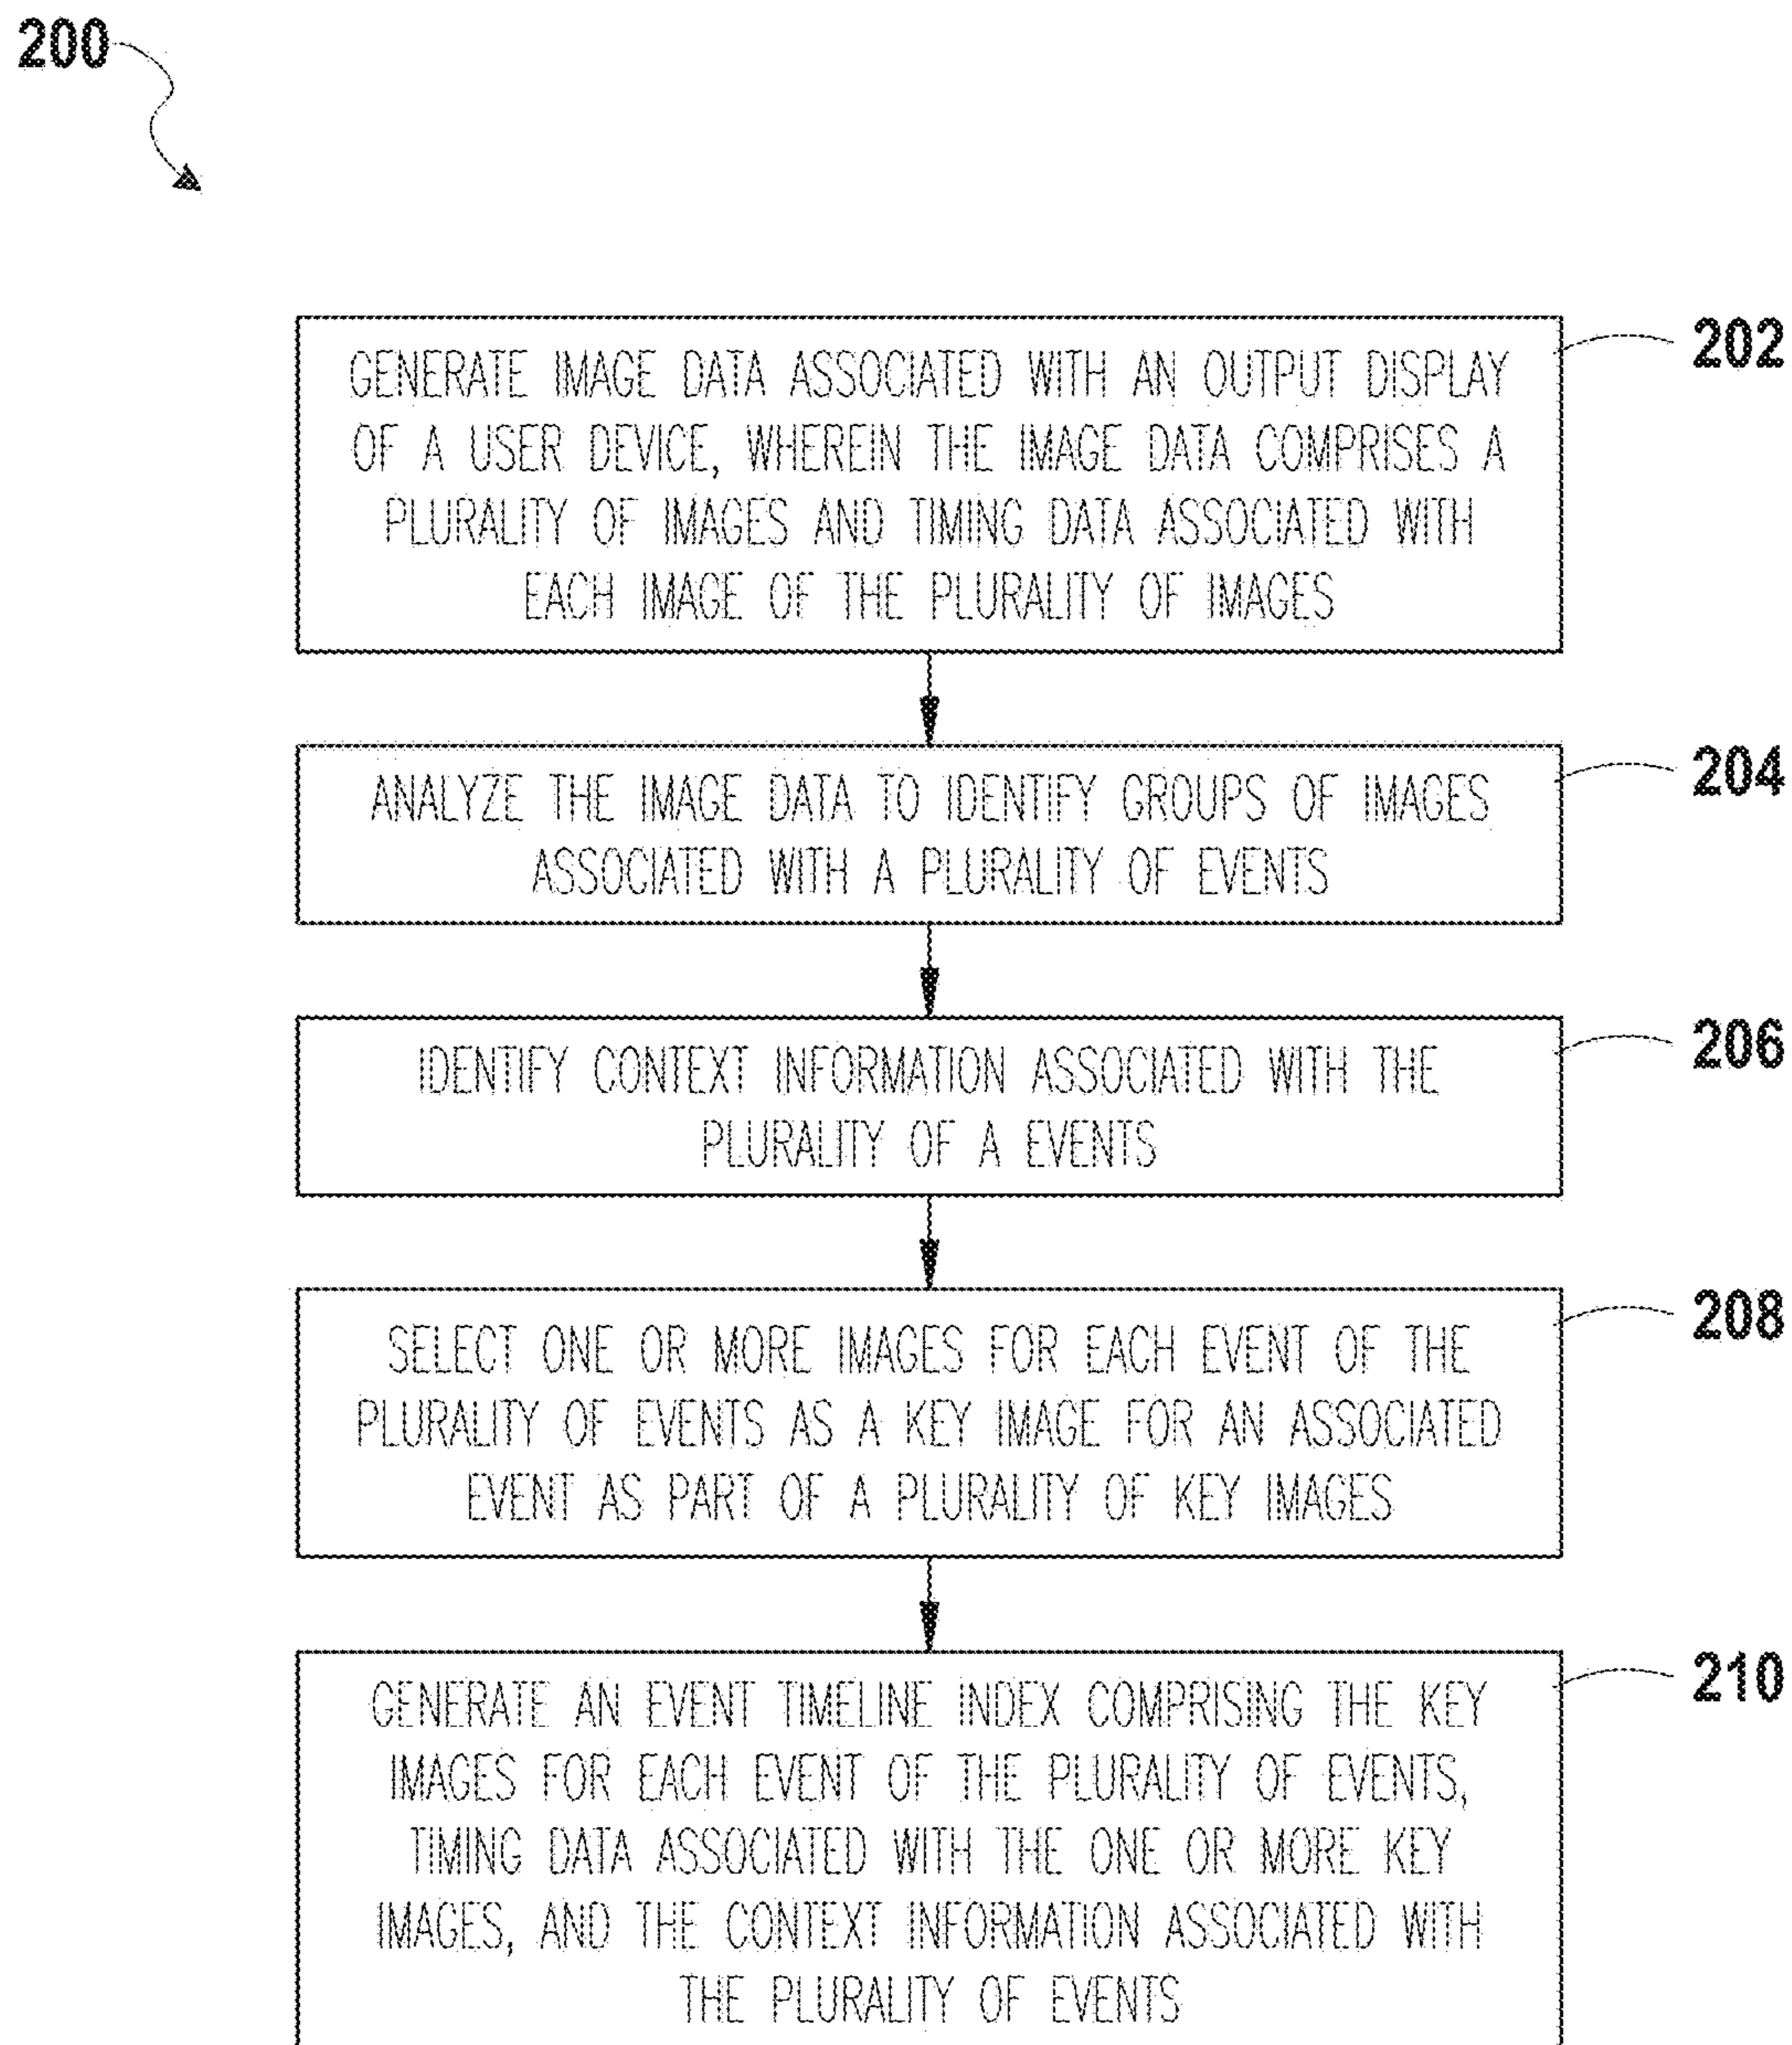 200
202
GENERATE IMAGE DATA ASSOCIATED WITH AN OUTPUT DISPLAY
OF A USER DEVICE, WHEREIN THE IMAGE DATA COMPRISES A
PLURALITY OF IMAGES AND TIMING DATA ASSOCIATED WITH
EACH IMAGE OF THE PLURALITY OF IMAGES
204
ANALYZE THE IMAGE DATA TO IDENTIFY GROUPS OF IMAGES
ASSOCIATED WITH A PLURALITY OF EVENTS
206
IDENTIFY CONTEXT INFORMATION ASSOCIATED WITH THE
PLURALITY OF A EVENTS
208
SELECT ONE OR MORE IMAGES FOR EACH EVENT OF THE
PLURALITY OF EVENTS AS A KEY IMAGE FOR AN ASSOCIATED
EVENT AS PART OF A PLURALITY OF KEY IMAGES
210
GENERATE AN EVENT TIMELINE INDEX COMPRISING THE KEY
IMAGES FOR EACH EVENT OF THE PLURALITY OF EVENTS,
TIMING DATA ASSOCIATED WITH THE ONE OR MORE KEY
IMAGES, AND THE CONTEXT INFORMATION ASSOCIATED WITH
THE PLURALITY OF EVENTS